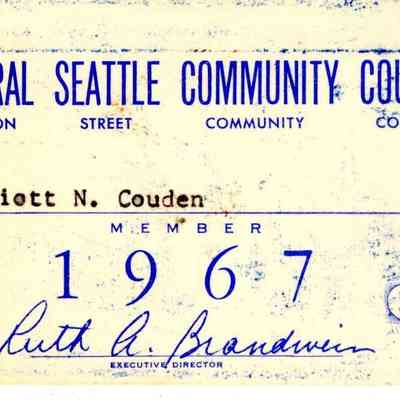 RAL SEATTLE COMMUNITY COU
ON STREET COMMUNITY CO
iott N. Couden
MEMBER
1967
Ruth A. Brandwein
EXECUTIVE DIRECTOR